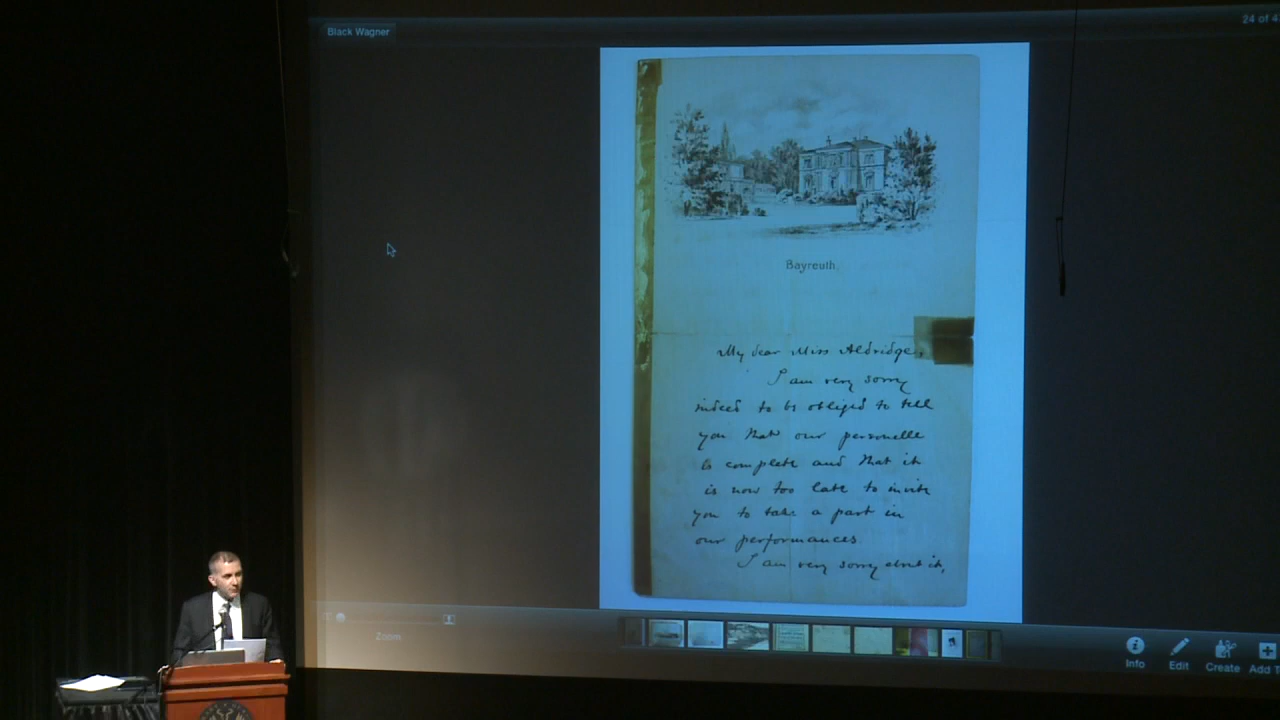 Black Wagner
24 of 4
Bayreuth
My dear Miss Aldridge,
I am very sorry
indeed to be obliged to tell
you that our personelle
is complete and that it
is now too late to invite
you to take a part in
our performances
I am very sorry about it,
Zoom
Info
Edit
Create
Add T